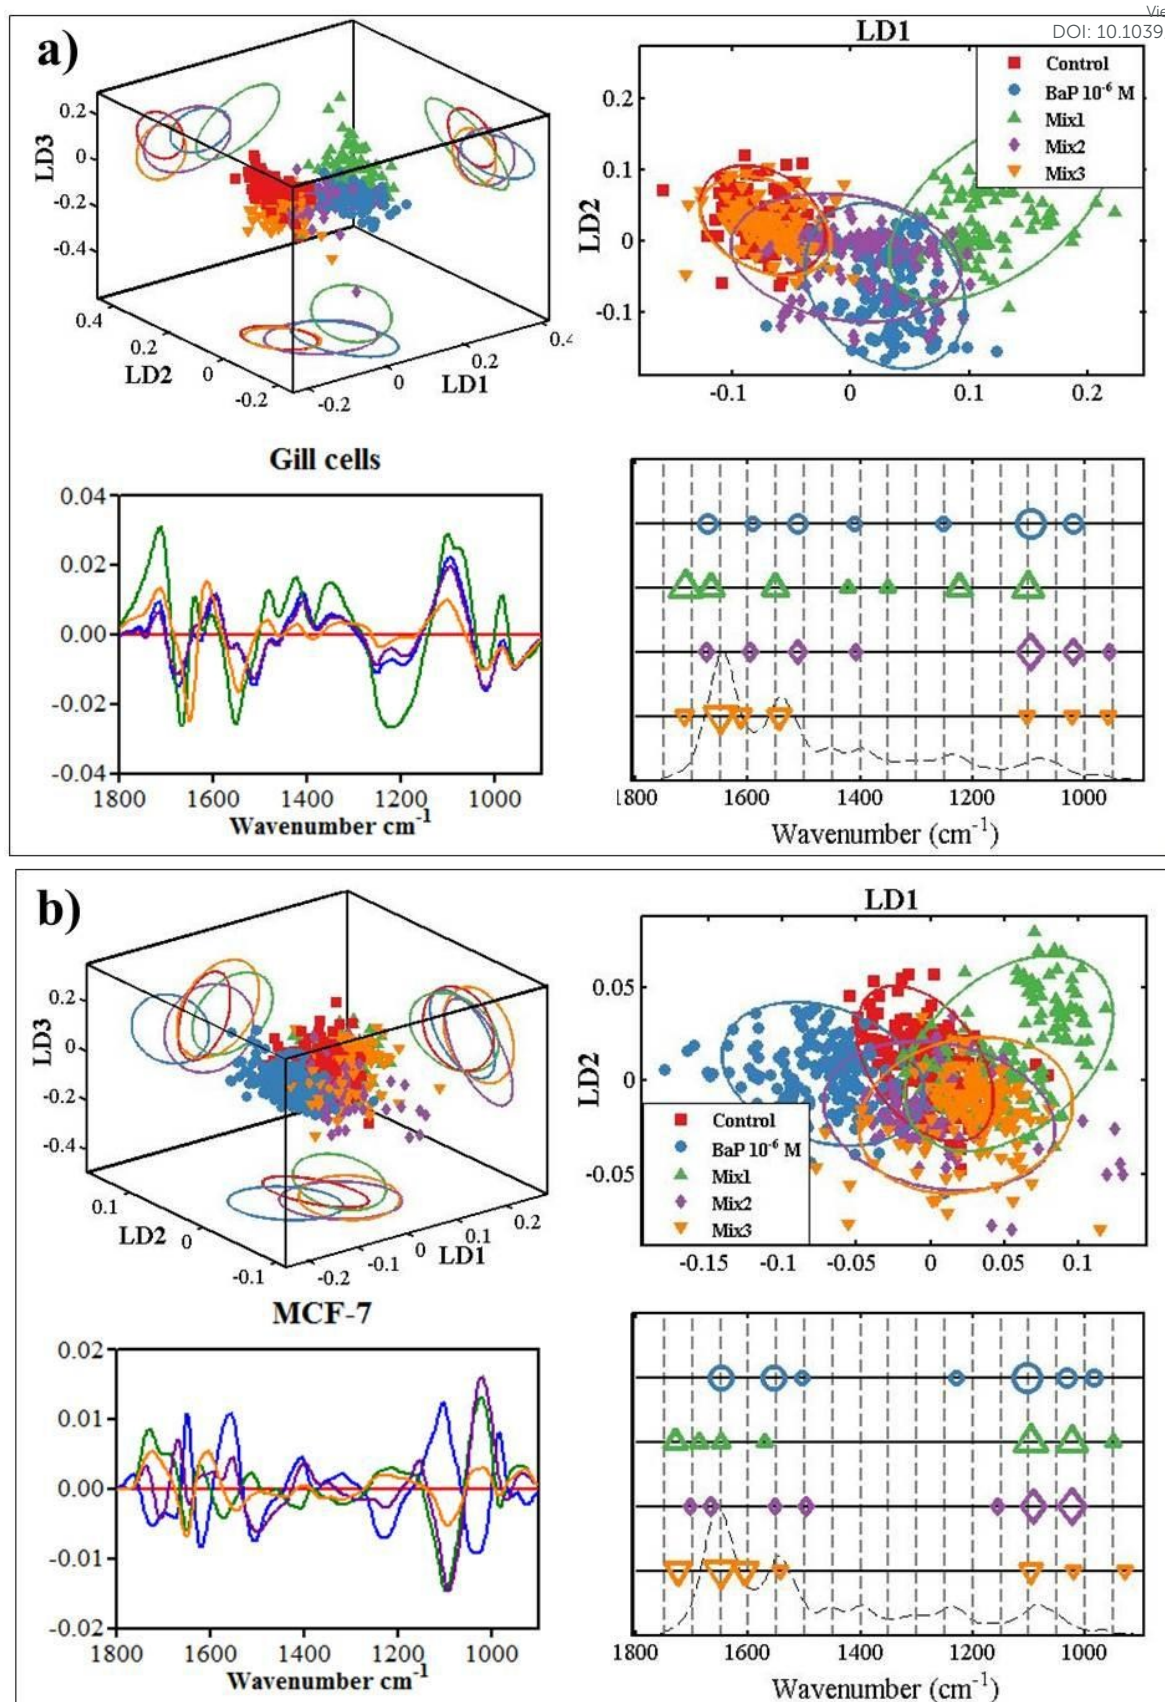 Vie
DOI: 10.1039
a)
LD3
0.2
0
-0.2
-0.4
0.4
0.2
0
-0.2
LD2
-0.2
0
0.2
0.4
LD1
LD1
LD2
0.2
0.1
0
-0.1
-0.1
0
0.1
0.2
Control
BaP 10⁻⁶ M
Mix1
Mix2
Mix3
Gill cells
0.04
0.02
0.00
-0.02
-0.04
1800 1600 1400 1200 1000
Wavenumber cm⁻¹
1800 1600 1400 1200 1000
Wavenumber (cm⁻¹)
b)
LD3
0.2
0
-0.2
-0.4
0.1
0
-0.1
LD2
-0.2
-0.1
0
0.1
0.2
LD1
LD1
LD2
0.05
0
-0.05
Control
BaP 10⁻⁶ M
Mix1
Mix2
Mix3
-0.15 -0.1 -0.05 0 0.05 0.1
MCF-7
0.02
0.01
0.00
-0.01
-0.02
1800 1600 1400 1200 1000
Wavenumber cm⁻¹
1800 1600 1400 1200 1000
Wavenumber (cm⁻¹)